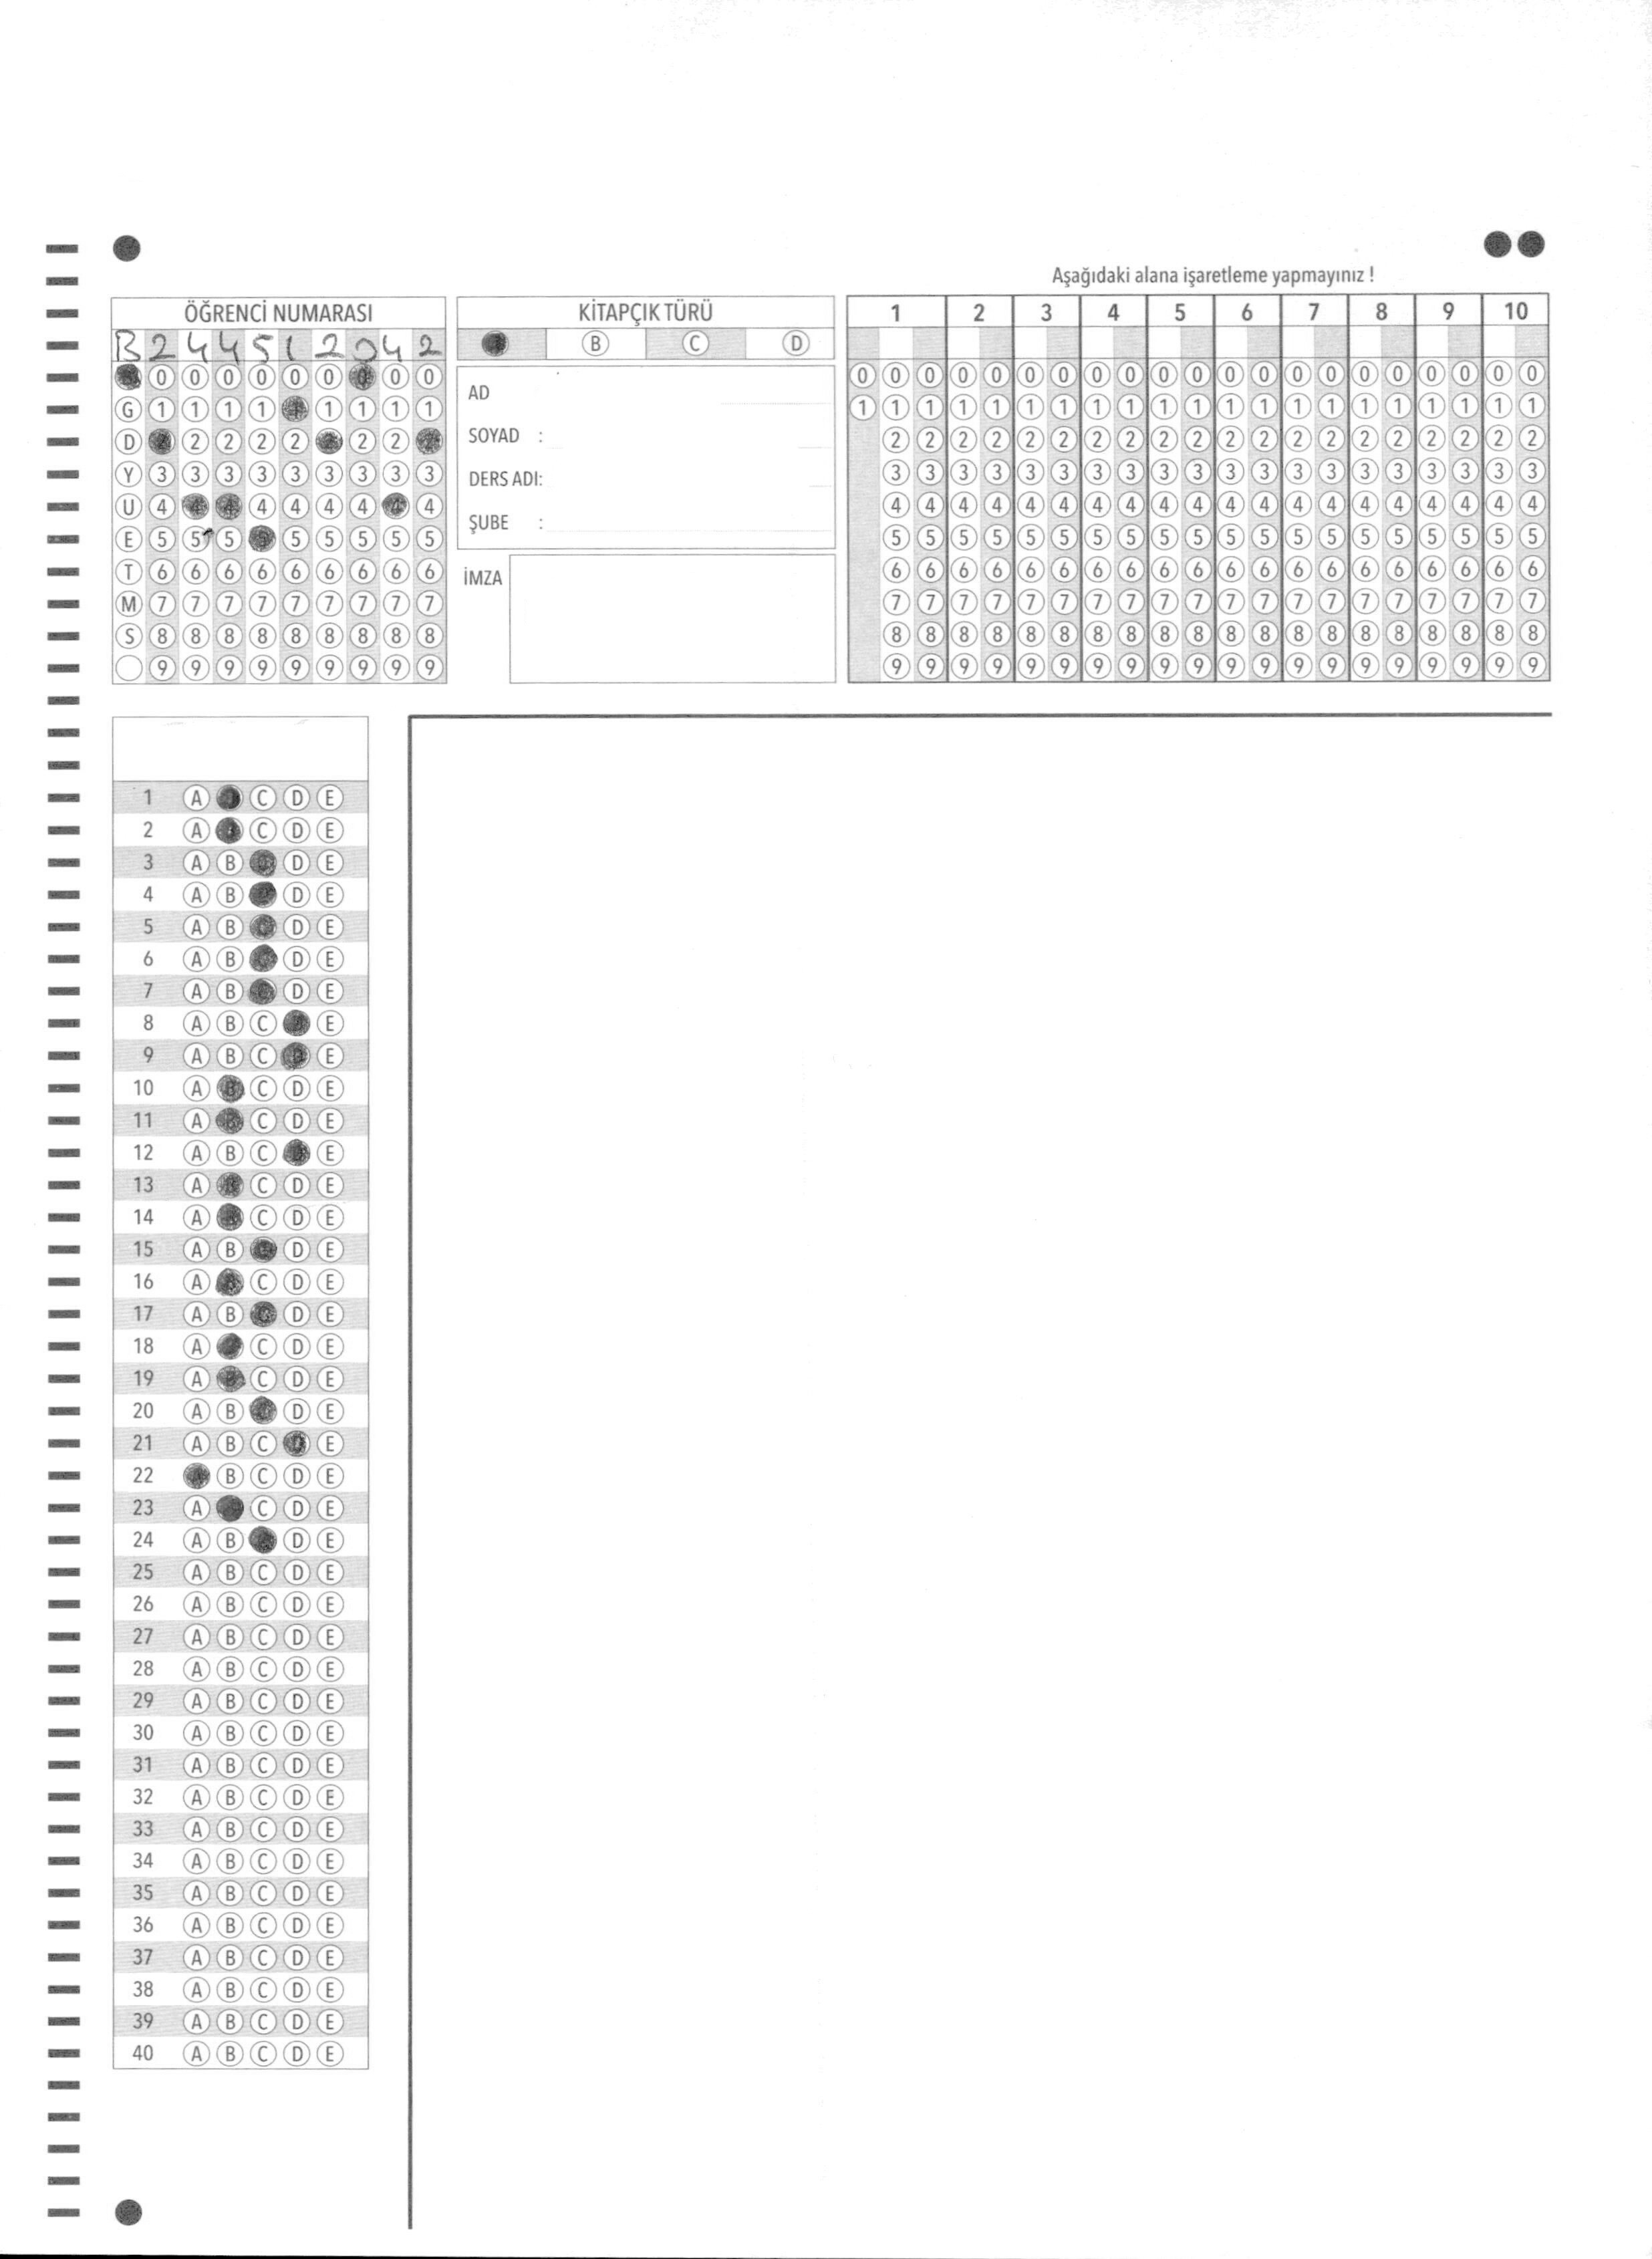 Aşağıdaki alana işaretleme yapmayınız !
ÖĞRENCİ NUMARASI
B 2 4 4 5 1 2 0 4 2
0 0 0 0 0 0 0 0 0
G 1 1 1 1 1 1 1 1
D 2 2 2 2 2 2
Y 3 3 3 3 3 3 3 3 3
U 4 4 4 4 4 4
E 5 5 5 5 5 5 5 5
T 6 6 6 6 6 6 6 6 6
M 7 7 7 7 7 7 7 7 7
S 8 8 8 8 8 8 8 8 8
9 9 9 9 9 9 9 9 9
KİTAPÇIK TÜRÜ
B C D
AD
SOYAD :
DERS ADI:
ŞUBE :
İMZA
1 2 3 4 5 6 7 8 9 10
0 0 0 0 0 0 0 0 0 0 0 0 0 0 0 0 0 0 0 0 0
1 1 1 1 1 1 1 1 1 1 1 1 1 1 1 1 1 1 1 1 1
2 2 2 2 2 2 2 2 2 2 2 2 2 2 2 2 2 2 2 2
3 3 3 3 3 3 3 3 3 3 3 3 3 3 3 3 3 3 3 3
4 4 4 4 4 4 4 4 4 4 4 4 4 4 4 4 4 4 4 4
5 5 5 5 5 5 5 5 5 5 5 5 5 5 5 5 5 5 5 5
6 6 6 6 6 6 6 6 6 6 6 6 6 6 6 6 6 6 6 6
7 7 7 7 7 7 7 7 7 7 7 7 7 7 7 7 7 7 7 7
8 8 8 8 8 8 8 8 8 8 8 8 8 8 8 8 8 8 8 8
9 9 9 9 9 9 9 9 9 9 9 9 9 9 9 9 9 9 9 9
1 A C D E
2 A C D E
3 A B D E
4 A B D E
5 A B D E
6 A B D E
7 A B D E
8 A B C E
9 A B C D E
10 A B C D E
11 A B C D E
12 A B C E
13 A B C D E
14 A C D E
15 A B D E
16 A C D E
17 A B C D E
18 A C D E
19 A B C D E
20 A B D E
21 A B C D E
22 B C D E
23 A C D E
24 A B D E
25 A B C D E
26 A B C D E
27 A B C D E
28 A B C D E
29 A B C D E
30 A B C D E
31 A B C D E
32 A B C D E
33 A B C D E
34 A B C D E
35 A B C D E
36 A B C D E
37 A B C D E
38 A B C D E
39 A B C D E
40 A B C D E